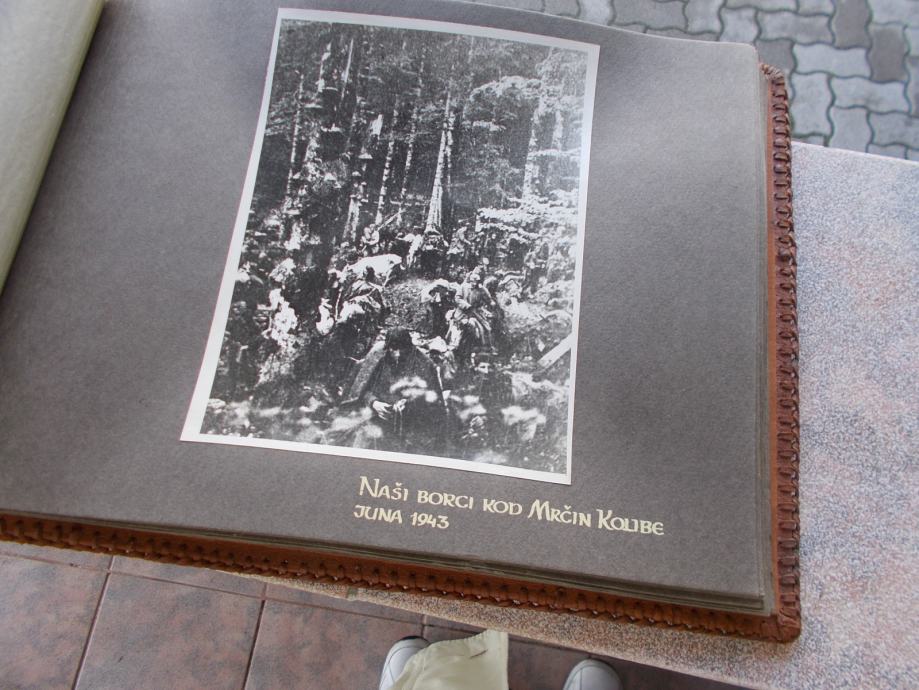 Naši borci kod Mrčin Kolibe
juna 1943